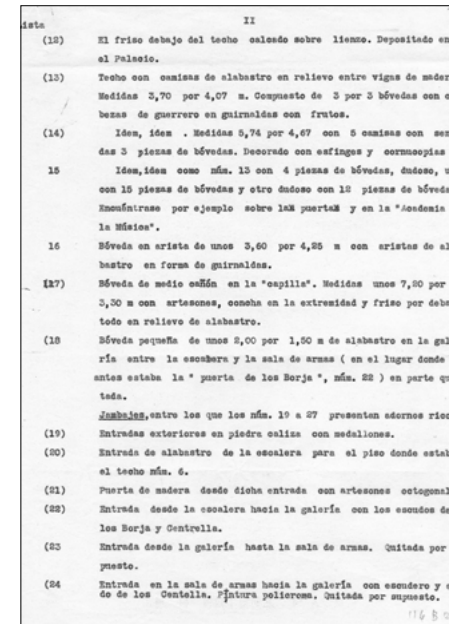 ista
II
(12) El friso debajo del techo calcado sobre lienzo. Depositado en
el Palacio.
(13) Techo con camisas de alabastro en relieve entre vigas de mader
Medidas 3,70 por 4,07 m. Compuesto de 3 por 3 bóvedas con c
bezas de guerrero en guirnaldas con frutos.
(14) Idem, idem . Medidas 5,74 por 4,67 con 5 camisas con sen
das 3 piezas de bóvedas. Decorado con esfinges y cornucopias
15 Idem,idem como núm. 13 con 4 piezas de bóvedas, dudoso, u
con 15 piezas de bóvedas y otro dudoso con 12 piezas de bóveda
Encuéntrase por ejemplo sobre laX puertaX y en la "Academia
la Música".
16 Bóveda en arista de unos 3,60 por 4,25 m con aristas de al
bastro en forma de guirnaldas.
(17) Bóveda de medio cañón en la "capilla". Medidas unos 7,20 por
3,30 m con artesones, concha en la extremidad y friso por deba
todo en relieve de alabastro.
(18 Bóveda pequeña de unos 2,00 por 1,50 m de alabastro en la gal
ría entre la escalera y la sala de armas ( en el lugar donde
antes estaba la " puerta de los Borja ", núm. 22 ) en parte qu
tada.
Jambajes,entre los que los núm. 19 a 27 presentan adornos ric
(19) Entradas exteriores en piedra caliza con medallones.
(20) Entrada de alabastro de la escalera para el piso donde estab
el techo núm. 6.
(21) Puerta de madera desde dicha entrada con artesones octogonal
(22) Entrada desde la escalera hacia la galería con los escudos de
los Borja y Centrella.
(23 Entrada desde la galería hasta la sala de armas. Quitada por
puesto.
(24 Entrada en la sala de armas hacia la galería con escudero y e
do de los Centella. Pintura policroma. Quitada por supuesto.